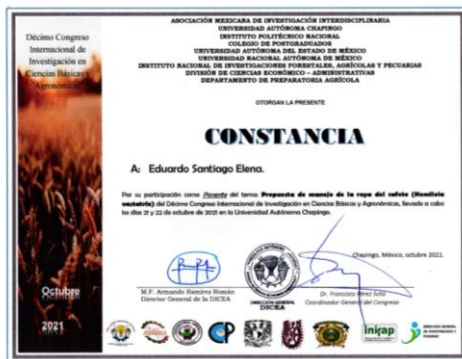 Décimo Congreso
Internacional de
Investigación en
Ciencias Básicas y
Agronómicas
Octubre
2021
ASOCIACIÓN MEXICANA DE INVESTIGACIÓN INTERDISCIPLINARIA
UNIVERSIDAD AUTÓNOMA CHAPINGO
INSTITUTO POLITÉCNICO NACIONAL
COLEGIO DE POSTGRADUADOS
UNIVERSIDAD AUTÓNOMA DEL ESTADO DE MÉXICO
UNIVERSIDAD NACIONAL AUTÓNOMA DE MÉXICO
INSTITUTO NACIONAL DE INVESTIGACIONES FORESTALES, AGRÍCOLAS Y PECUARIAS
DIVISIÓN DE CIENCIAS ECONÓMICO – ADMINISTRATIVAS
DEPARTAMENTO DE PREPARATORIA AGRÍCOLA
OTORGAN LA PRESENTE
CONSTANCIA
A: Eduardo Santiago Elena.
Por su participación como Ponente del tema: Propuesta de manejo de la roya del cafeto (Hemileia
vastatrix) del Décimo Congreso Internacional de Investigación en Ciencias Básicas y Agronómicas, llevado a cabo
los días 21 y 22 de octubre de 2021 en la Universidad Autónoma Chapingo.
Chapingo, México, octubre 2021.
M.F. Armando Ramírez Román
Director General de la DICEA
DIRECCIÓN GENERAL
DICEA
Dr. Francisco Pérez Soto
Coordinador General del Congreso
CP
inifap